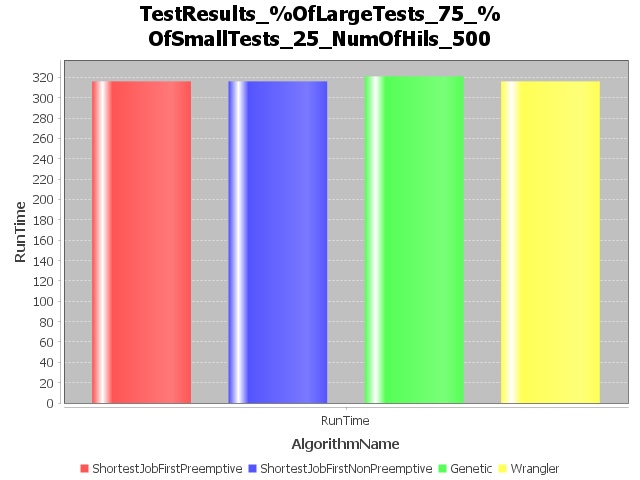 TestResults_%OfLargeTests_75_%
OfSmallTests_25_NumOfHils_500
320
300
280
260
240
220
200
180
160
140
120
100
80
60
40
20
0
RunTime
RunTime
AlgorithmName
ShortestJobFirstPreemptive ShortestJobFirstNonPreemptive Genetic Wrangler